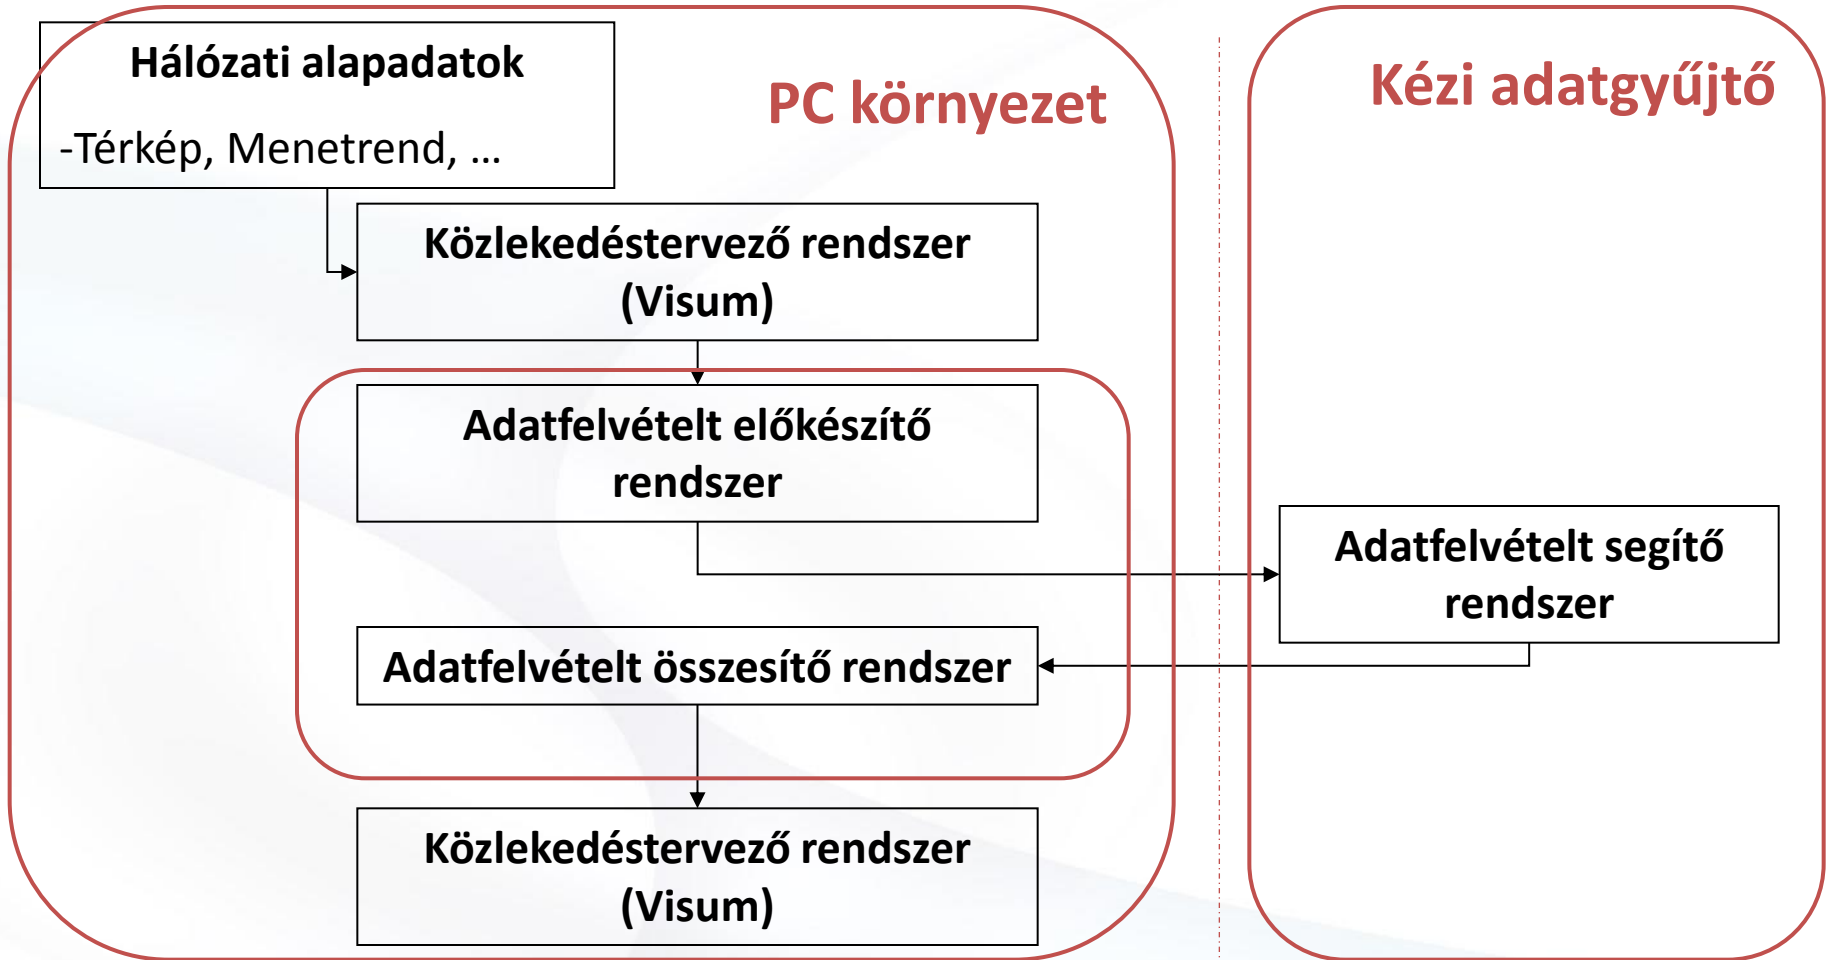 Hálózati alapadatok
-Térkép, Menetrend, ...
PC környezet
Kézi adatgyűjtő
Közlekedéstervező rendszer
(Visum)
Adatfelvételt előkészítő
rendszer
Adatfelvételt segítő
rendszer
Adatfelvételt összesítő rendszer
Közlekedéstervező rendszer
(Visum)